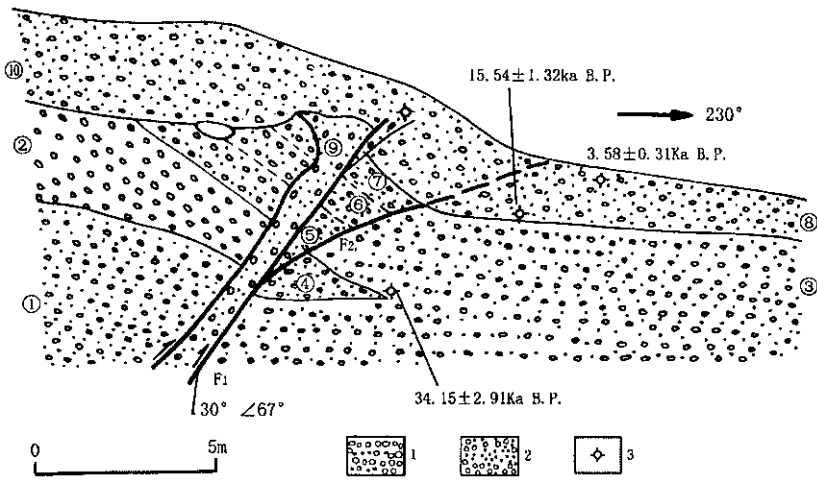 ⑩
15.54±1.32ka B.P.
230°
② ⑨ 3.58±0.31Ka B.P.
⑦
⑥ ⑧
⑤
F2
④
① ③
F1
34.15±2.91Ka B.P.
30° ∠67°
0 5m
1 2 3